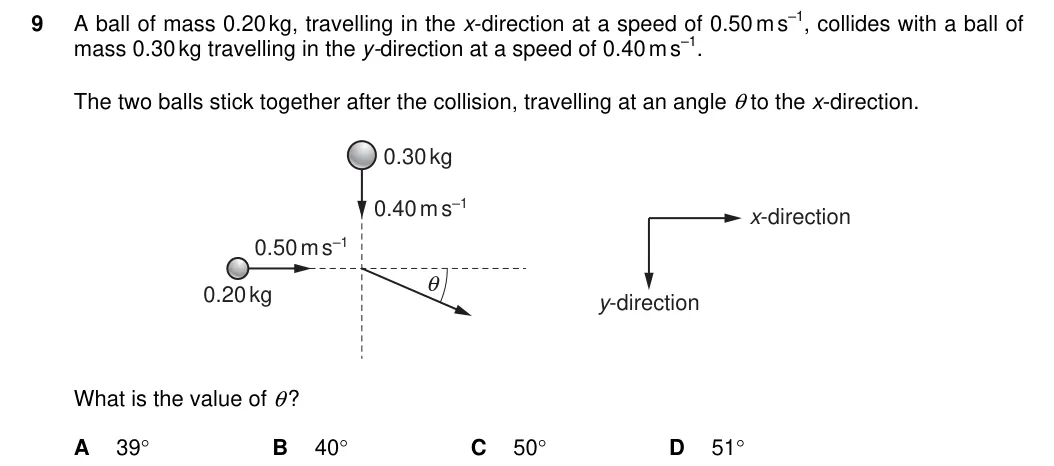 9 A ball of mass 0.20 kg, travelling in the x-direction at a speed of 0.50 m s⁻¹, collides with a ball of
mass 0.30 kg travelling in the y-direction at a speed of 0.40 m s⁻¹.
The two balls stick together after the collision, travelling at an angle θ to the x-direction.
0.30 kg
0.40 m s⁻¹
x-direction
0.50 m s⁻¹
θ
0.20 kg
y-direction
What is the value of θ?
A 39° B 40° C 50° D 51°